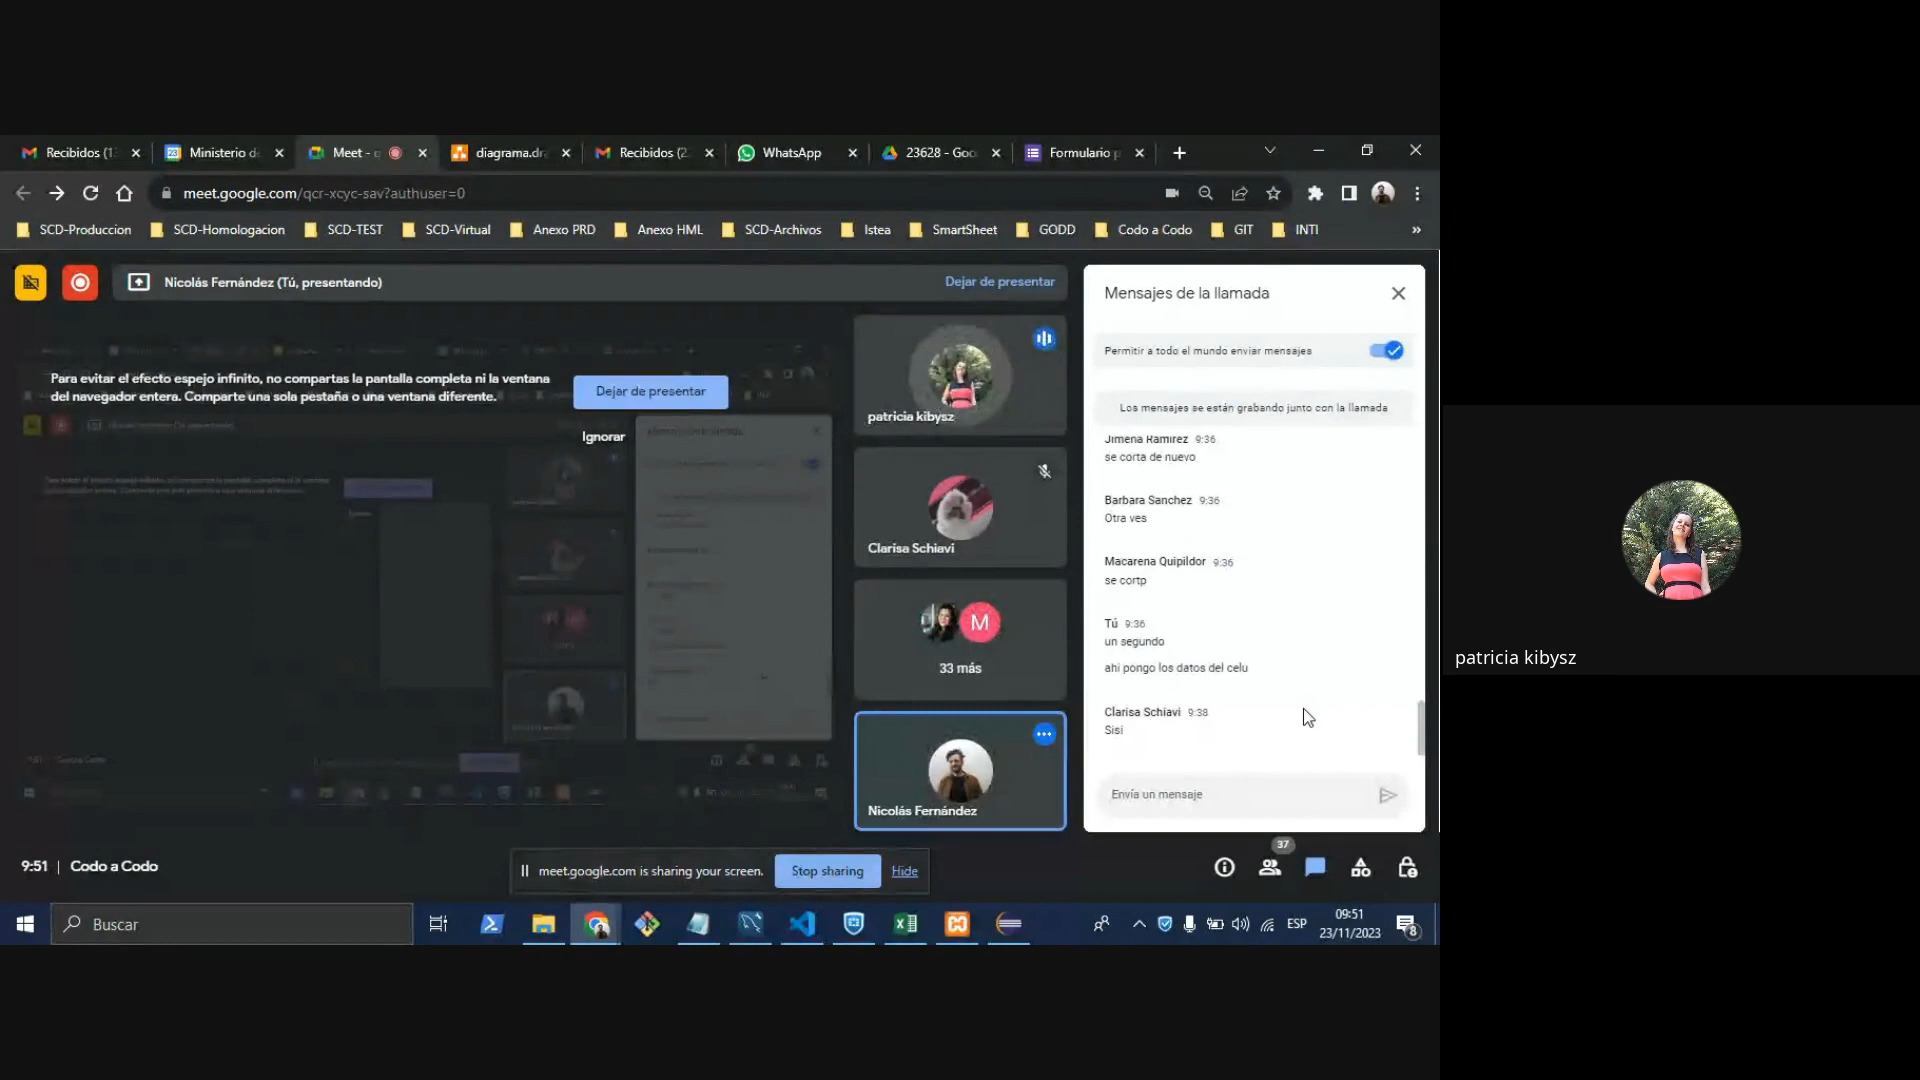 Recibidos (1
Ministerio d
Meet -
diagrama.dr
Recibidos (2
WhatsApp
23628 - Goo
Formulario p
meet.google.com/qcr-xcyc-sav?authuser=0
SCD-Produccion
SCD-Homologacion
SCD-TEST
SCD-Virtual
Anexo PRD
Anexo HML
SCD-Archivos
Istea
SmartSheet
GODD
Codo a Codo
GIT
INTI
»
Nicolás Fernández (Tú, presentando)
Dejar de presentar
Para evitar el efecto espejo infinito, no compartas la pantalla completa ni la ventana
del navegador entera. Comparte una sola pestaña o una ventana diferente.
Dejar de presentar
Ignorar
patricia kibysz
Clarisa Schiavi
M
33 más
Nicolás Fernández
Mensajes de la llamada
Permitir a todo el mundo enviar mensajes
Los mensajes se están grabando junto con la llamada
Jimena Ramirez 9:36
se corta de nuevo
Barbara Sanchez 9:36
Otra ves
Macarena Quipildor 9:36
se cortp
Tú 9:36
un segundo
ahi pongo los datos del celu
Clarisa Schiavi 9:38
Sisi
Envía un mensaje
patricia kibysz
9:51 | Codo a Codo
meet.google.com is sharing your screen.
Stop sharing
Hide
37
Buscar
ESP
09:51
23/11/2023
8